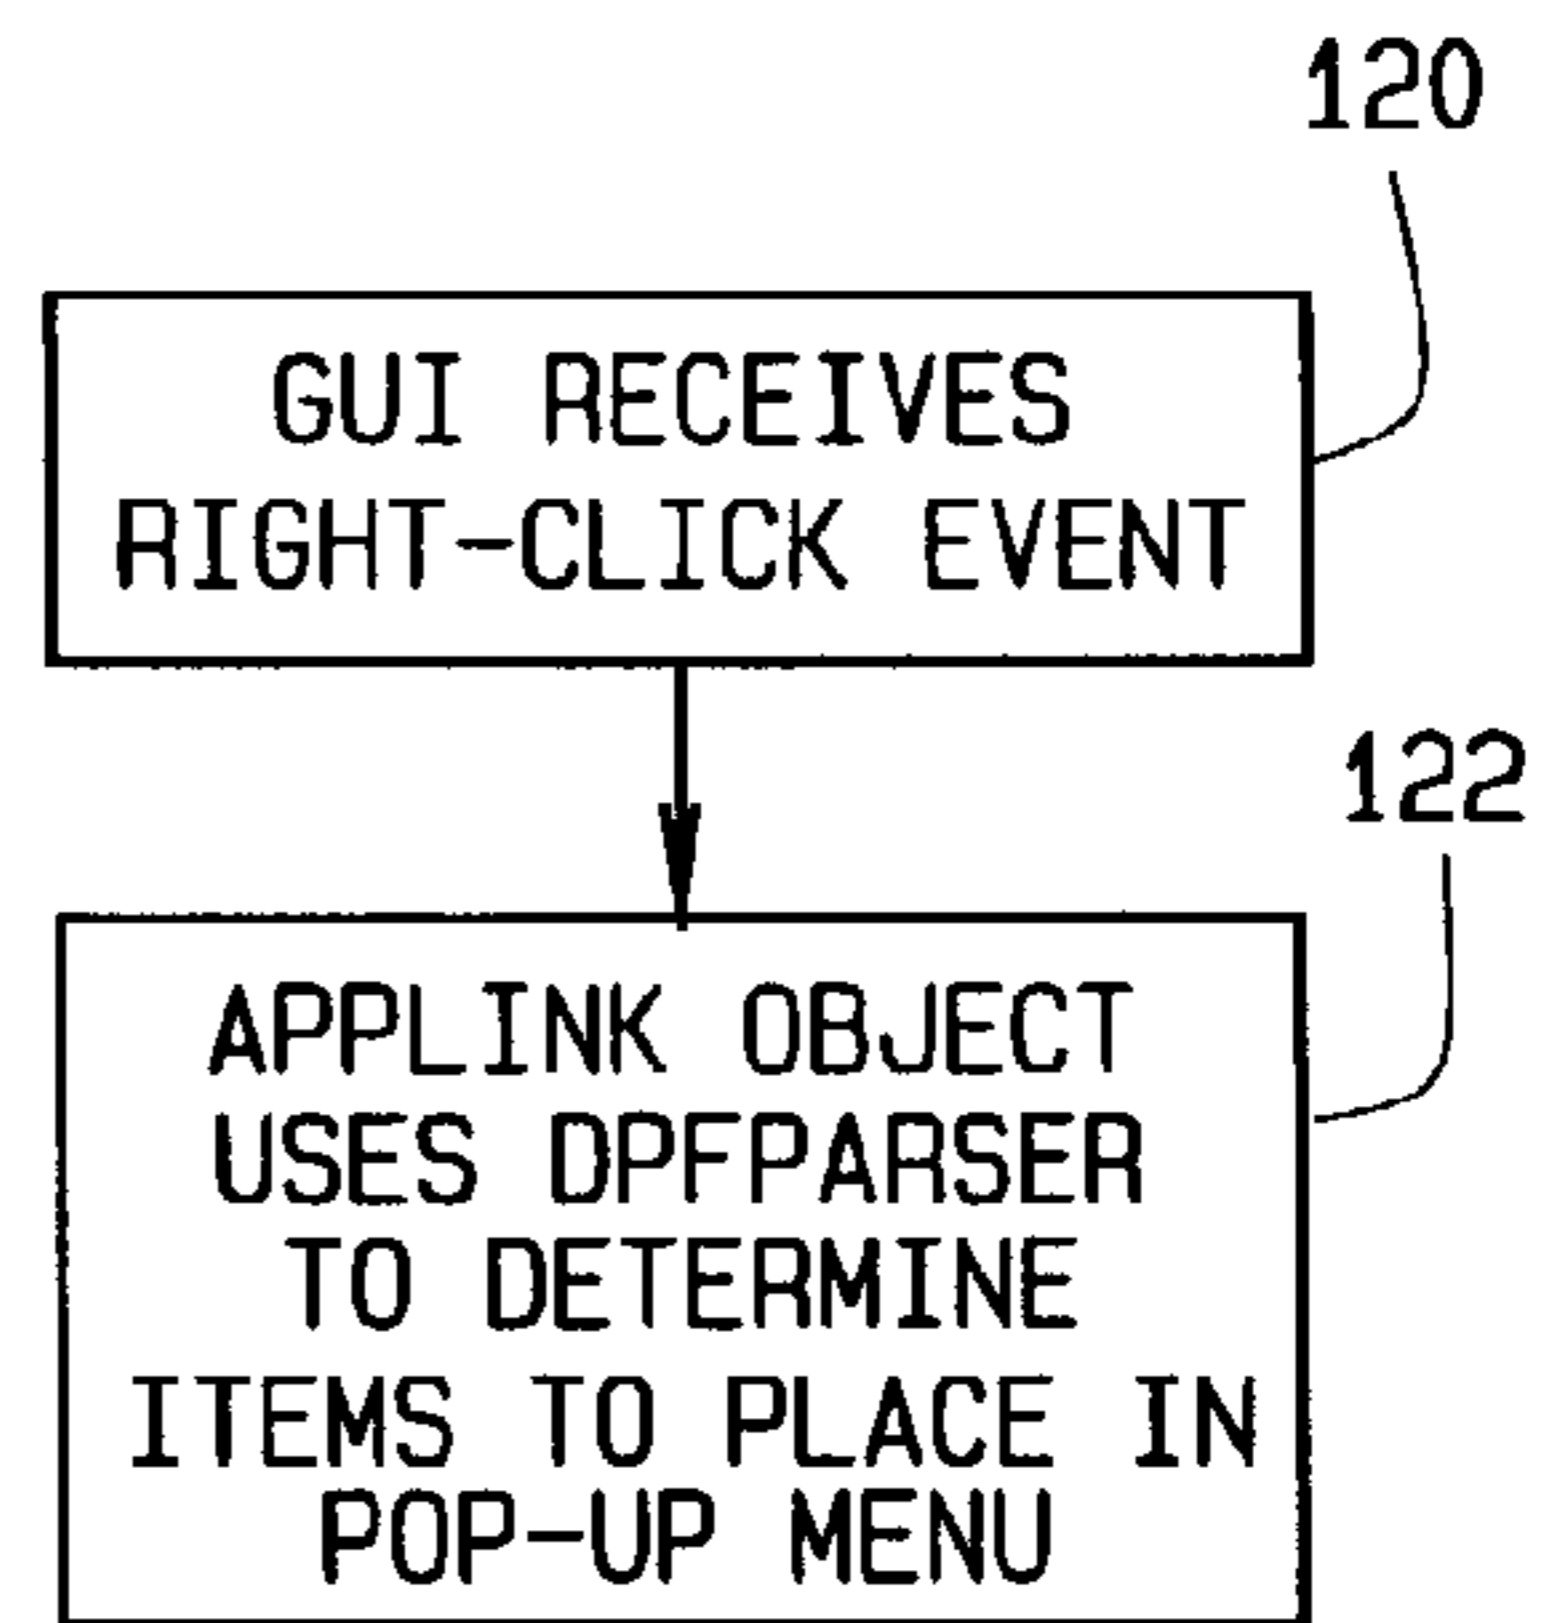 120
GUI RECEIVES
RIGHT-CLICK EVENT
122
APPLINK OBJECT
USES DPFPARSER
TO DETERMINE
ITEMS TO PLACE IN
POP-UP MENU